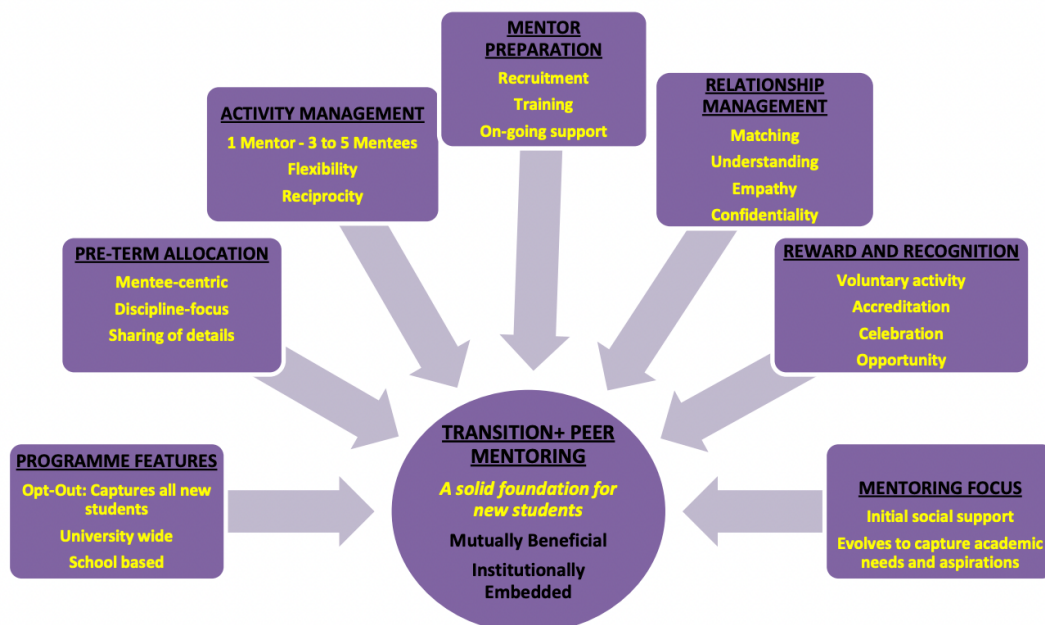 PROGRAMME FEATURES
Opt-Out: Captures all new
students
University wide
School based
PRE-TERM ALLOCATION
Mentee-centric
Discipline-focus
Sharing of details
ACTIVITY MANAGEMENT
1 Mentor - 3 to 5 Mentees
Flexibility
Reciprocity
MENTOR
PREPARATION
Recruitment
Training
On-going support
RELATIONSHIP
MANAGEMENT
Matching
Understanding
Empathy
Confidentiality
REWARD AND RECOGNITION
Voluntary activity
Accreditation
Celebration
Opportunity
MENTORING FOCUS
Initial social support
Evolves to capture academic
needs and aspirations
TRANSITION+ PEER
MENTORING
A solid foundation for
new students
Mutually Beneficial
Institutionally
Embedded